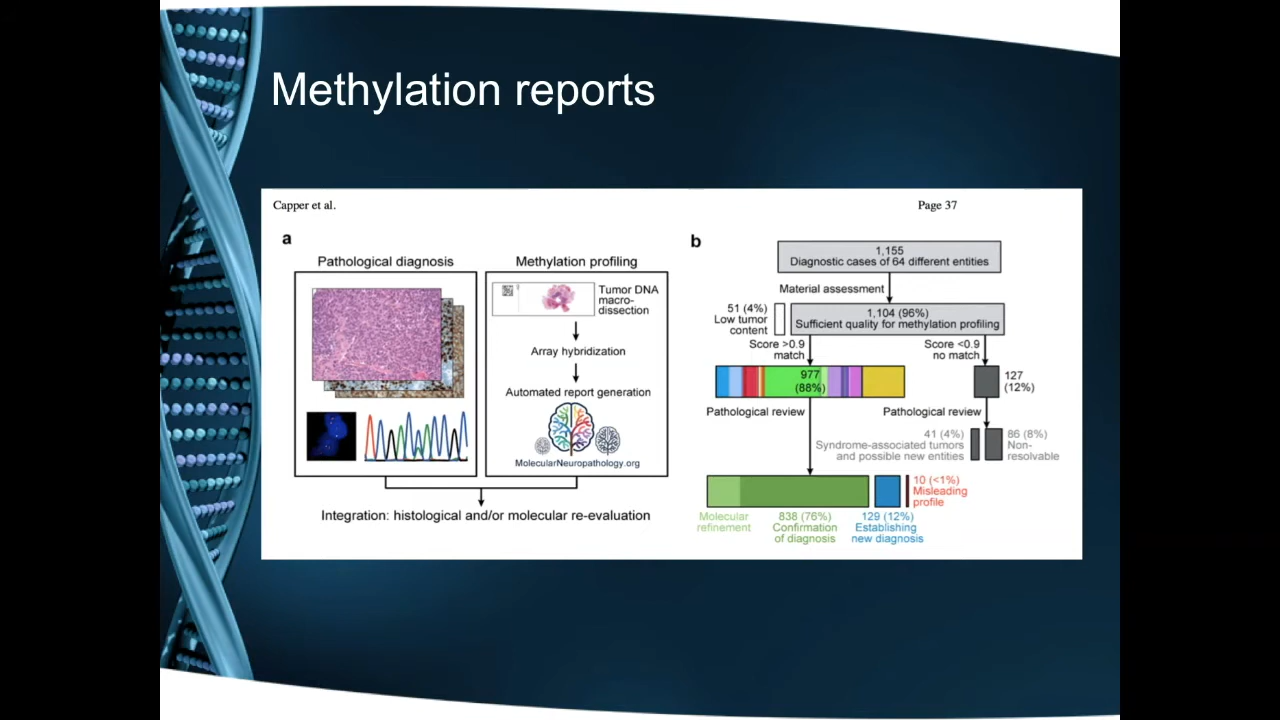 Methylation reports
Capper et al.
Page 37
a
Pathological diagnosis
Methylation profiling
Tumor DNA
macro-
dissection
Array hybridization
Automated report generation
MolecularNeuropathology.org
Integration: histological and/or molecular re-evaluation
b
1,155
Diagnostic cases of 64 different entities
Material assessment
51 (4%)
Low tumor
content
1,104 (96%)
Sufficient quality for methylation profiling
Score >0.9
match
Score <0.9
no match
977
(88%)
127
(12%)
Pathological review
Pathological review
41 (4%)
Syndrome-associated tumors
and possible new entities
86 (8%)
Non-
resolvable
10 (<1%)
Misleading
profile
Molecular
refinement
838 (76%)
Confirmation
of diagnosis
129 (12%)
Establishing
new diagnosis